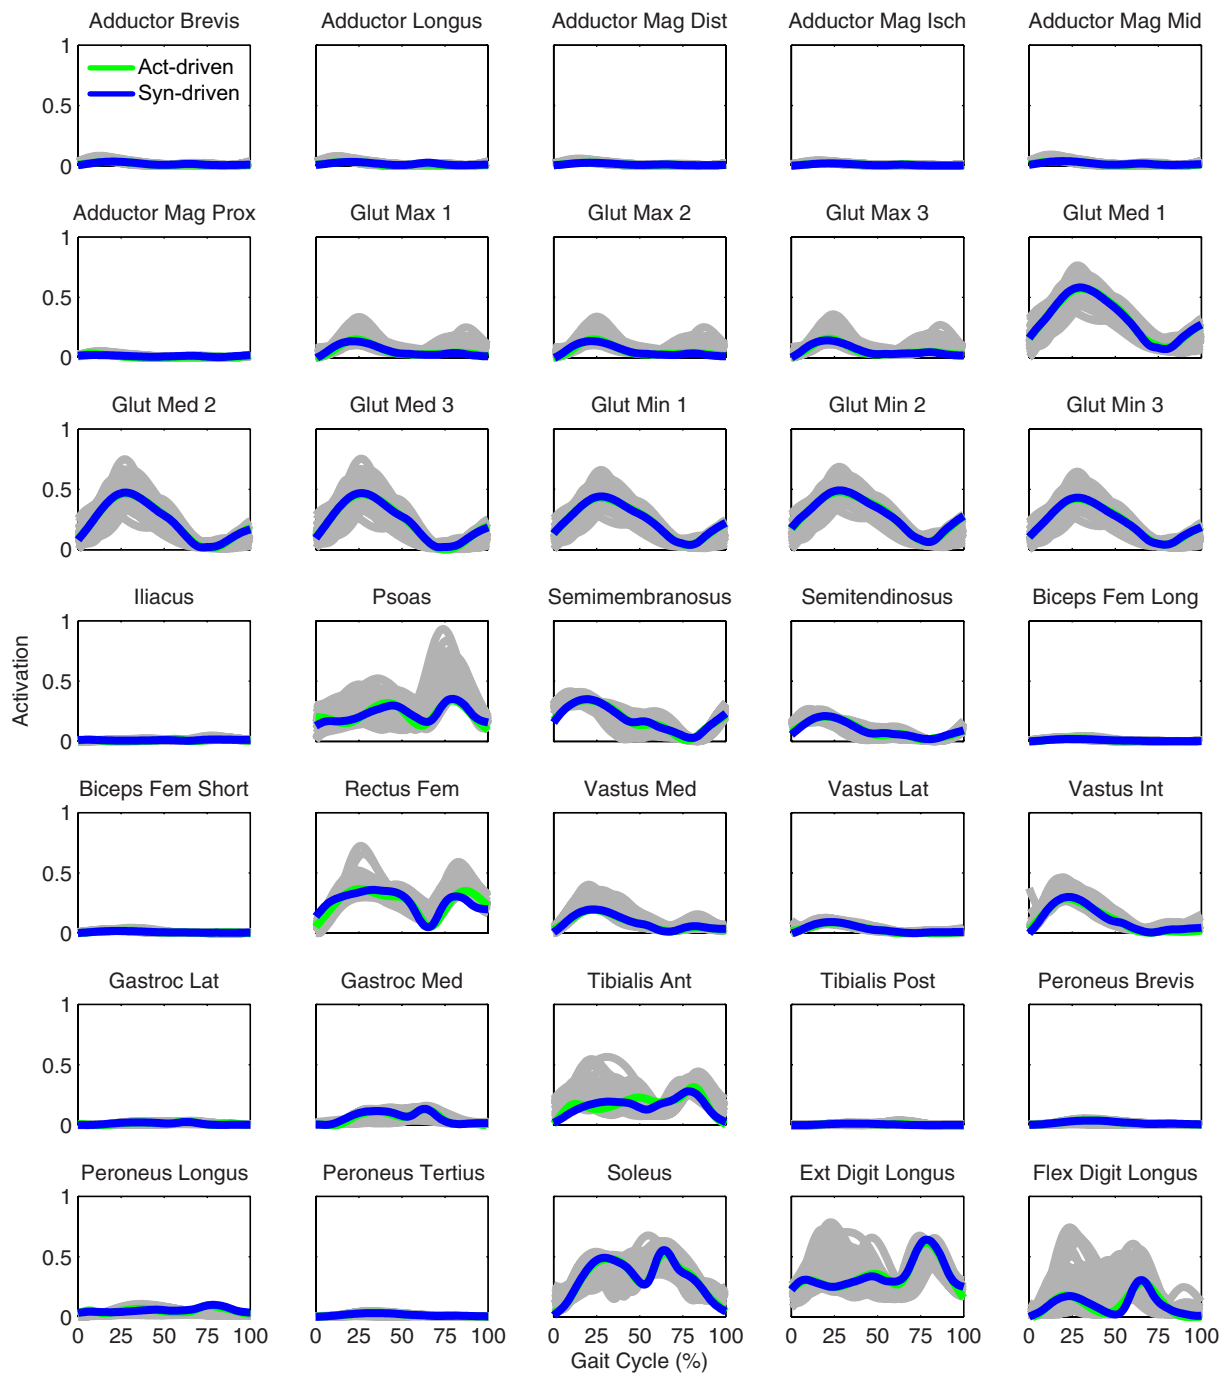 Adductor Brevis Adductor Longus Adductor Mag Dist Adductor Mag Isch Adductor Mag Mid
1
Act-driven
Syn-driven
0.5
0
Adductor Mag Prox Glut Max 1 Glut Max 2 Glut Max 3 Glut Med 1
1
0.5
0
Glut Med 2 Glut Med 3 Glut Min 1 Glut Min 2 Glut Min 3
1
0.5
0
Iliacus Psoas Semimembranosus Semitendinosus Biceps Fem Long
1
0.5
0
Activation
Biceps Fem Short Rectus Fem Vastus Med Vastus Lat Vastus Int
1
0.5
0
Gastroc Lat Gastroc Med Tibialis Ant Tibialis Post Peroneus Brevis
1
0.5
0
Peroneus Longus Peroneus Tertius Soleus Ext Digit Longus Flex Digit Longus
1
0.5
0
0 25 50 75 100 0 25 50 75 100 0 25 50 75 100 0 25 50 75 100 0 25 50 75 100
Gait Cycle (%)